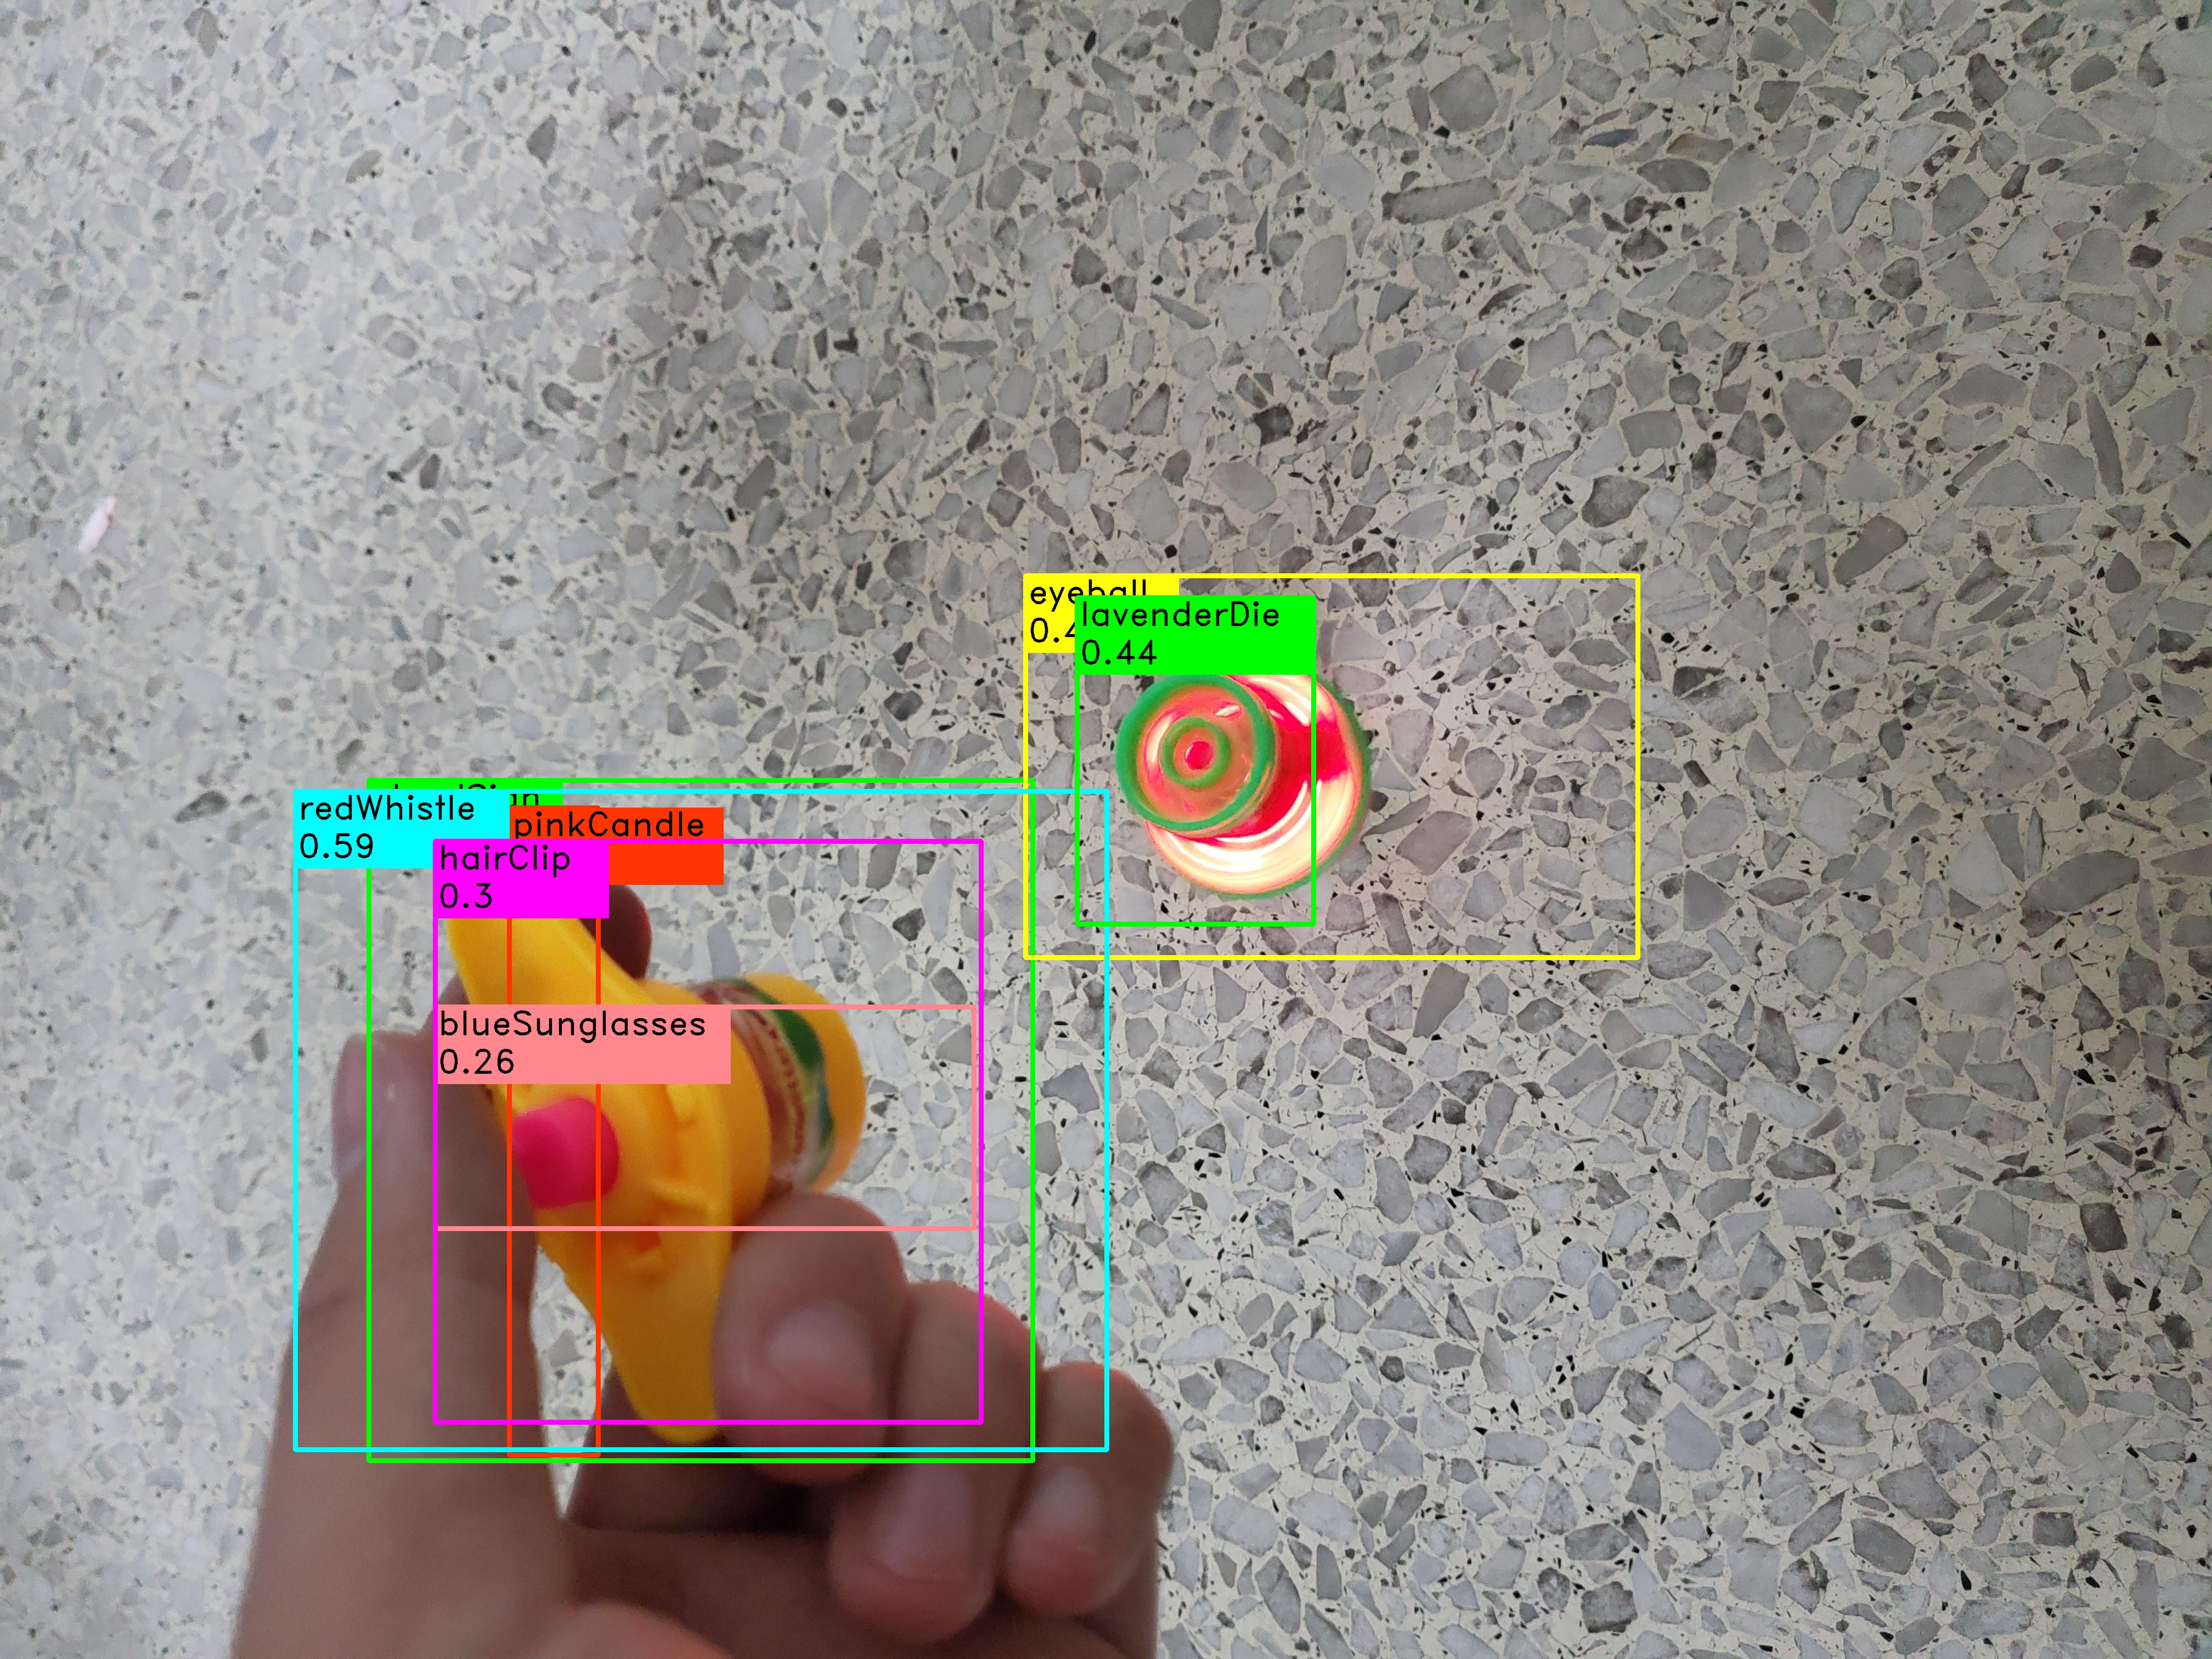 eyeball
lavenderDie
0.44
redWhistle
0.59
pinkCandle
hairClip
0.3
blueSunglasses
0.26